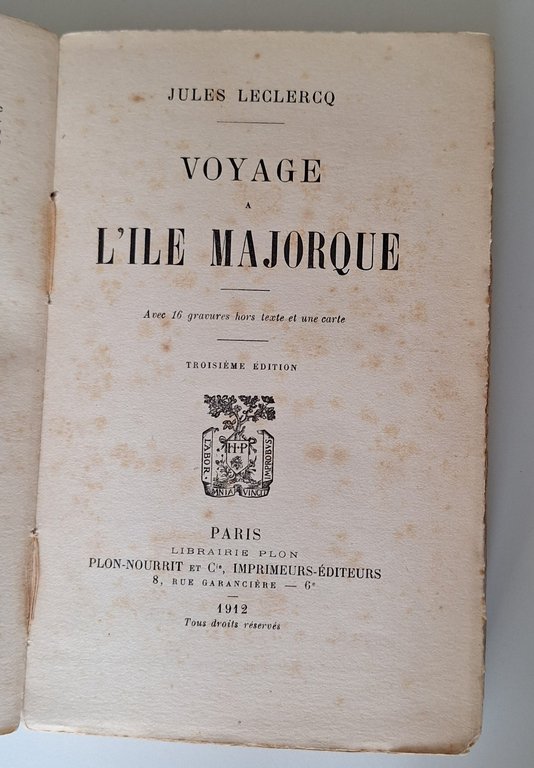 JULES LECLERCQ
VOYAGE
A
L'ILE MAJORQUE
Avec 16 gravures hors texte et une carte
TROISIÈME ÉDITION
LABOR
H·P
IMPROBVS
OMNIA VINCIT
PARIS
LIBRAIRIE PLON
PLON-NOURRIT ET Cie, IMPRIMEURS-ÉDITEURS
8, RUE GARANCIÈRE — 6e
1912
Tous droits réservés